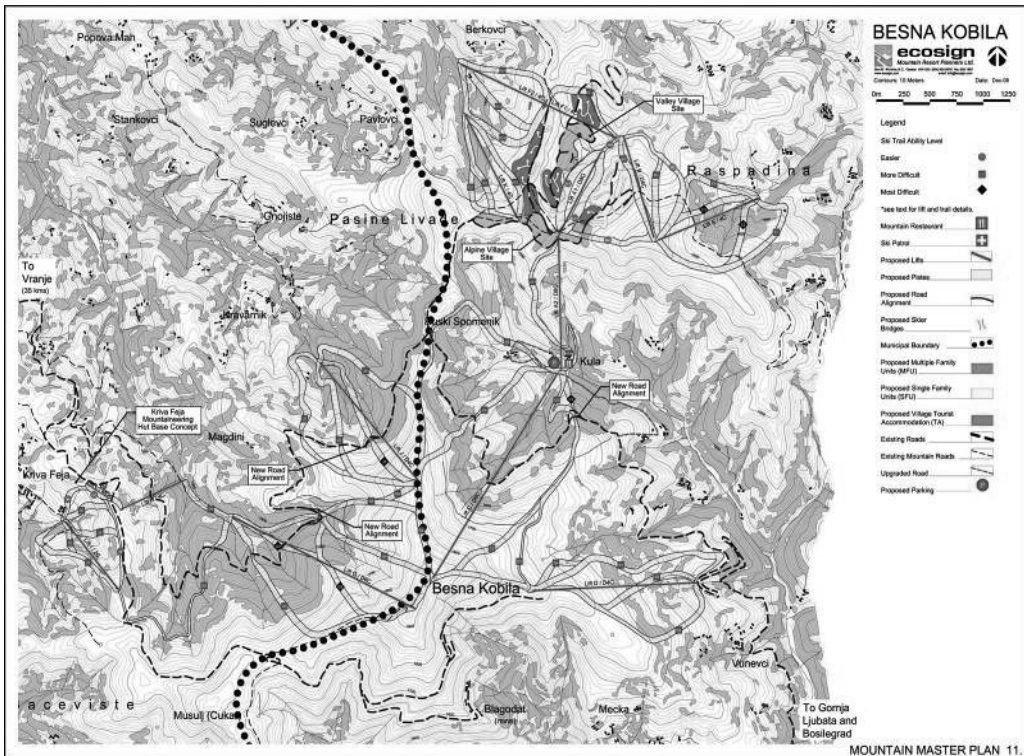 BESNA KOBILA
ecosign
Mountain Resort Planners Ltd.
Contours: 10 Meters
Date: Dec-08
0m 250 500 750 1000 1250
Legend
Ski Trail Ability Level
Easier
More Difficult
Most Difficult
*see text for lift and trail details.
Mountain Restaurant
Ski Patrol
Proposed Lifts
Proposed Pistes
Proposed Road
Alignment
Proposed Skier
Bridges
Municipal Boundary
Proposed Multiple Family
Units (MFU)
Proposed Single Family
Units (SFU)
Proposed Village Tourist
Accommodation (TA)
Existing Roads
Existing Mountain Roads
Upgraded Road
Proposed Parking
Popova Mah
Berkovci
Stankovci
Suglovci
Pavlovci
Valley Village
Site
Raspadina
Gnojiste
Pasine Livade
Alpine Village
Site
To
Vranje
(35 kms)
Kravarnik
Ruski Spomenik
Kula
New Road
Alignment
Kriva Feja
Mountaineering
Hut Base Concept
Magdini
Kriva Feja
New Road
Alignment
New Road
Alignment
Besna Kobila
Vunevci
aceviste
Musulj (Cuka)
Blagodat
(mine)
Mecka
To Gornja
Ljubata and
Bosilegrad
MOUNTAIN MASTER PLAN 11.